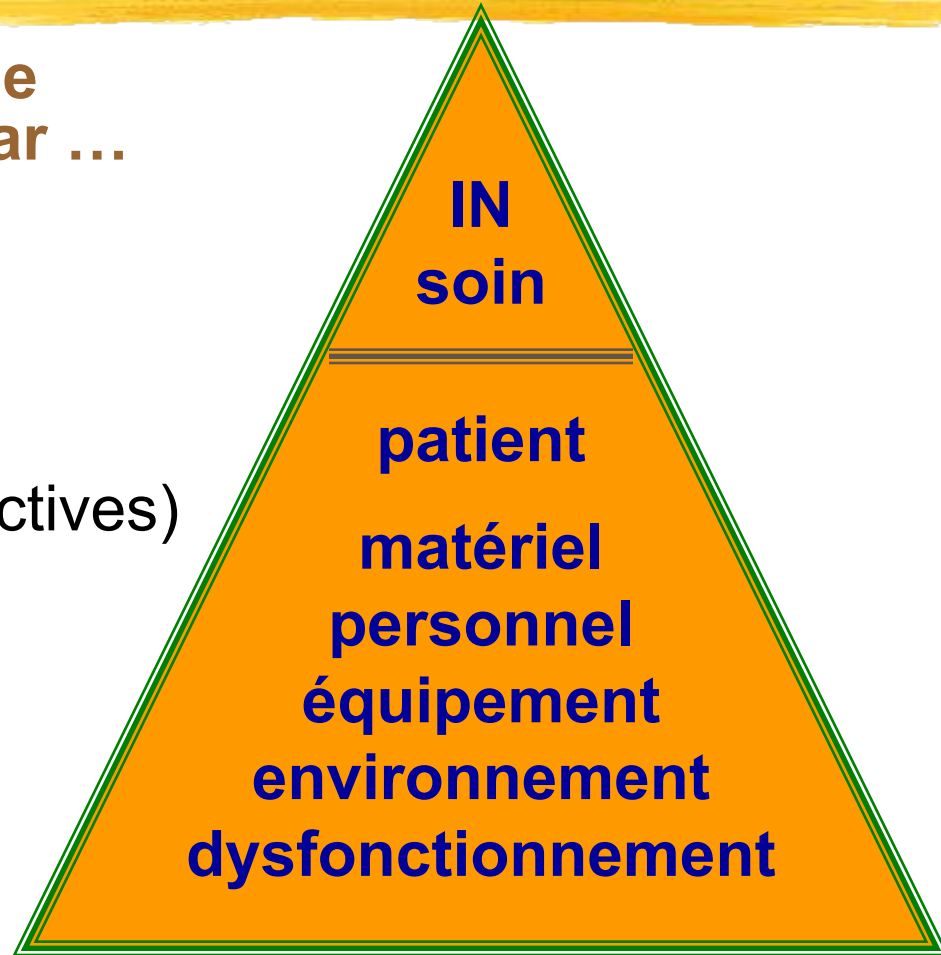 e
ar …
IN
soin
patient
ctives)
matériel
personnel
équipement
environnement
dysfonctionnement